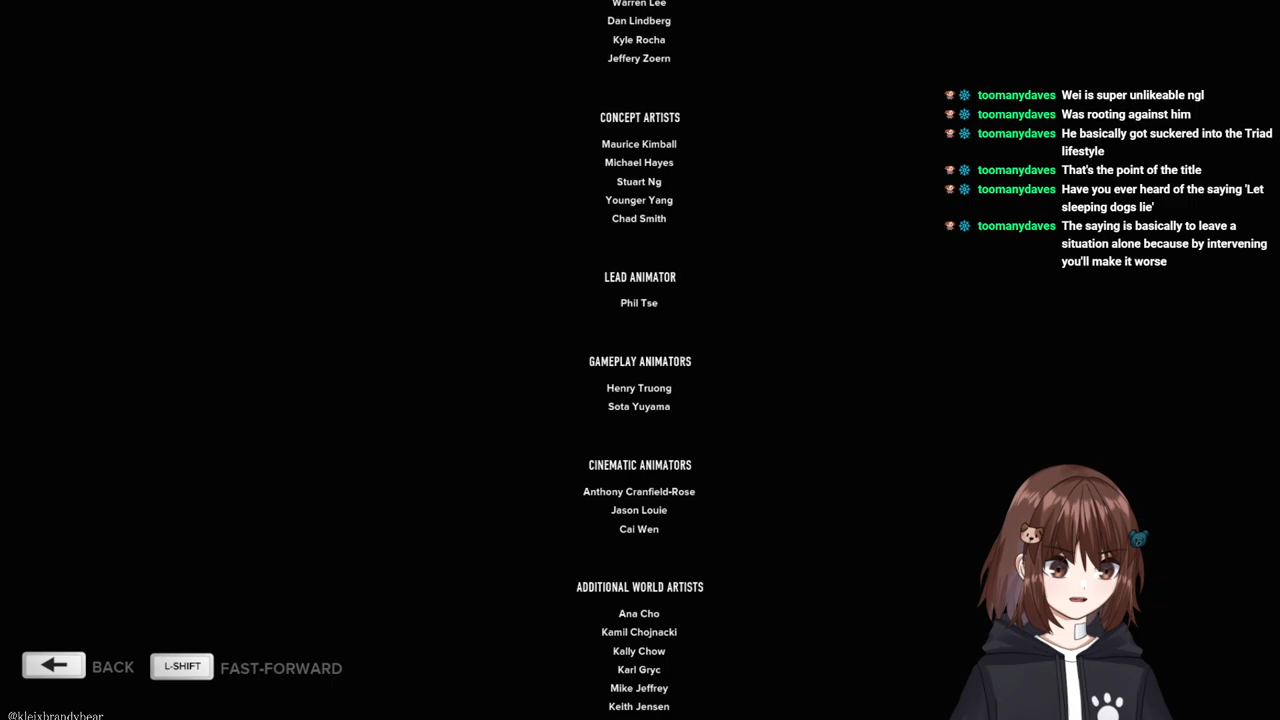 Warren Lee
Dan Lindberg
Kyle Rocha
Jeffery Zoern
CONCEPT ARTISTS
Maurice Kimball
Michael Hayes
Stuart Ng
Younger Yang
Chad Smith
LEAD ANIMATOR
Phil Tse
GAMEPLAY ANIMATORS
Henry Truong
Sota Yuyama
CINEMATIC ANIMATORS
Anthony Cranfield-Rose
Jason Louie
Cai Wen
ADDITIONAL WORLD ARTISTS
Ana Cho
Kamil Chojnacki
Kally Chow
Karl Gryc
Mike Jeffrey
Keith Jensen
toomanydaves Wei is super unlikeable ngl
toomanydaves Was rooting against him
toomanydaves He basically got suckered into the Triad
lifestyle
toomanydaves That's the point of the title
toomanydaves Have you ever heard of the saying 'Let
sleeping dogs lie'
toomanydaves The saying is basically to leave a
situation alone because by intervening
you'll make it worse
BACK L-SHIFT FAST-FORWARD
@kleixbrandybear